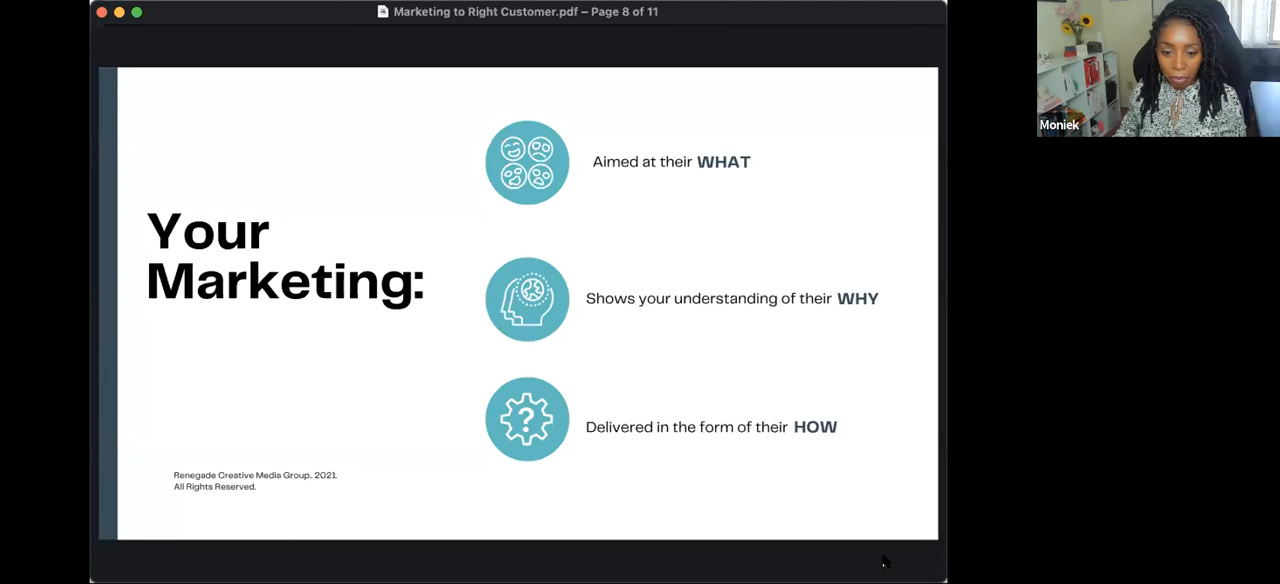 Marketing to Right Customer.pdf – Page 8 of 11
Moniek
Your
Marketing:
Aimed at their WHAT
Shows your understanding of their WHY
?
Delivered in the form of their HOW
Renegade Creative Media Group. 2021.
All Rights Reserved.